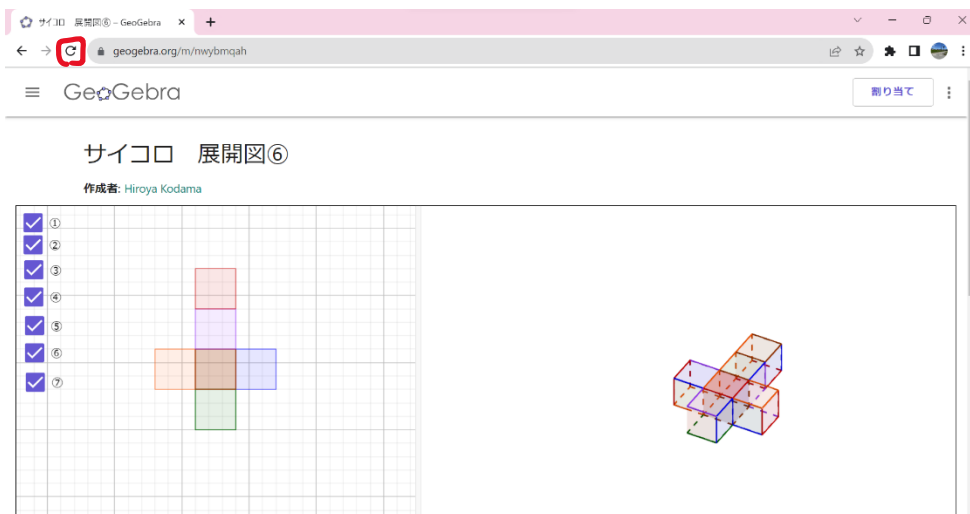 サイコロ 展開図⑥ – GeoGebra
geogebra.org/m/nwybmqah
GeoGebra
割り当て
サイコロ 展開図⑥
作成者: Hiroya Kodama
①
②
③
④
⑤
⑥
⑦